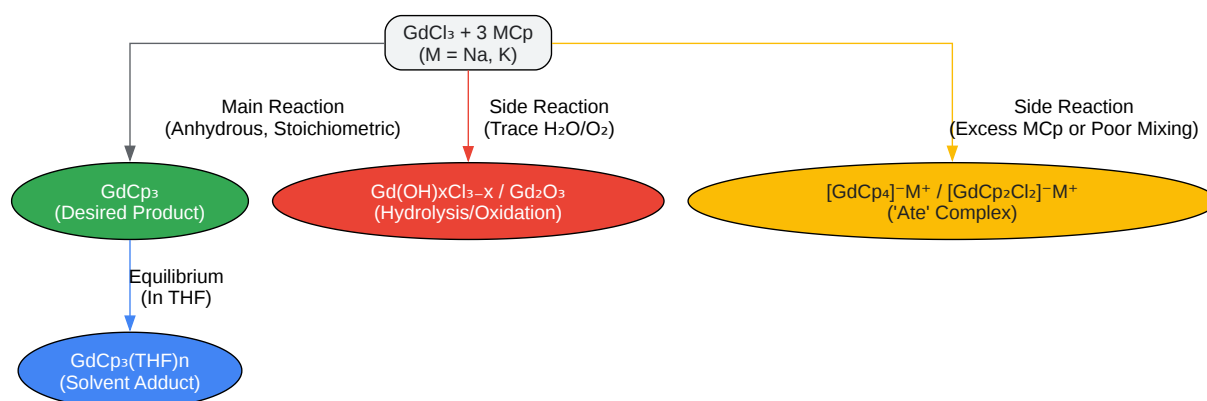 GdCl₃ + 3 MCp
(M = Na, K)
Main Reaction
(Anhydrous, Stoichiometric)
Side Reaction
(Trace H₂O/O₂)
Side Reaction
(Excess MCp or Poor Mixing)
GdCp₃
(Desired Product)
Gd(OH)xCl₃₋x / Gd₂O₃
(Hydrolysis/Oxidation)
[GdCp₄]⁻M⁺ / [GdCp₂Cl₂]⁻M⁺
('Ate' Complex)
Equilibrium
(In THF)
GdCp₃(THF)n
(Solvent Adduct)